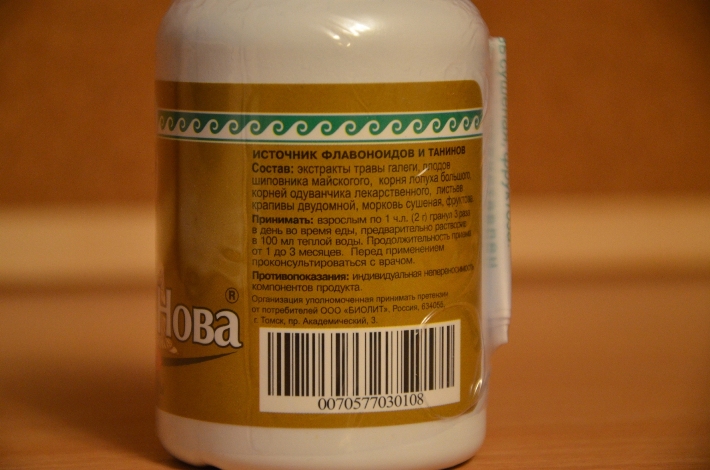 ИСТОЧНИК ФЛАВОНОИДОВ И ТАНИНОВ
Состав: экстракты травы галеги, плодов
шиповника майскогого, корня лопуха большого,
корней одуванчика лекарственного, листьев
крапивы двудомной, морковь сушеная, фруктоза.
Принимать: взрослым по 1 ч.л. (2 г) гранул 3 раза
в день во время еды, предварительно растворив
в 100 мл теплой воды. Продолжительность приема
от 1 до 3 месяцев. Перед применением
проконсультироваться с врачом.
Противопоказания: индивидуальная непереносимость
компонентов продукта.
Организация уполномоченная принимать претензии
от потребителей ООО «БИОЛИТ», Россия, 634055,
г. Томск, пр. Академический, 3.
Нова®
0070577030108